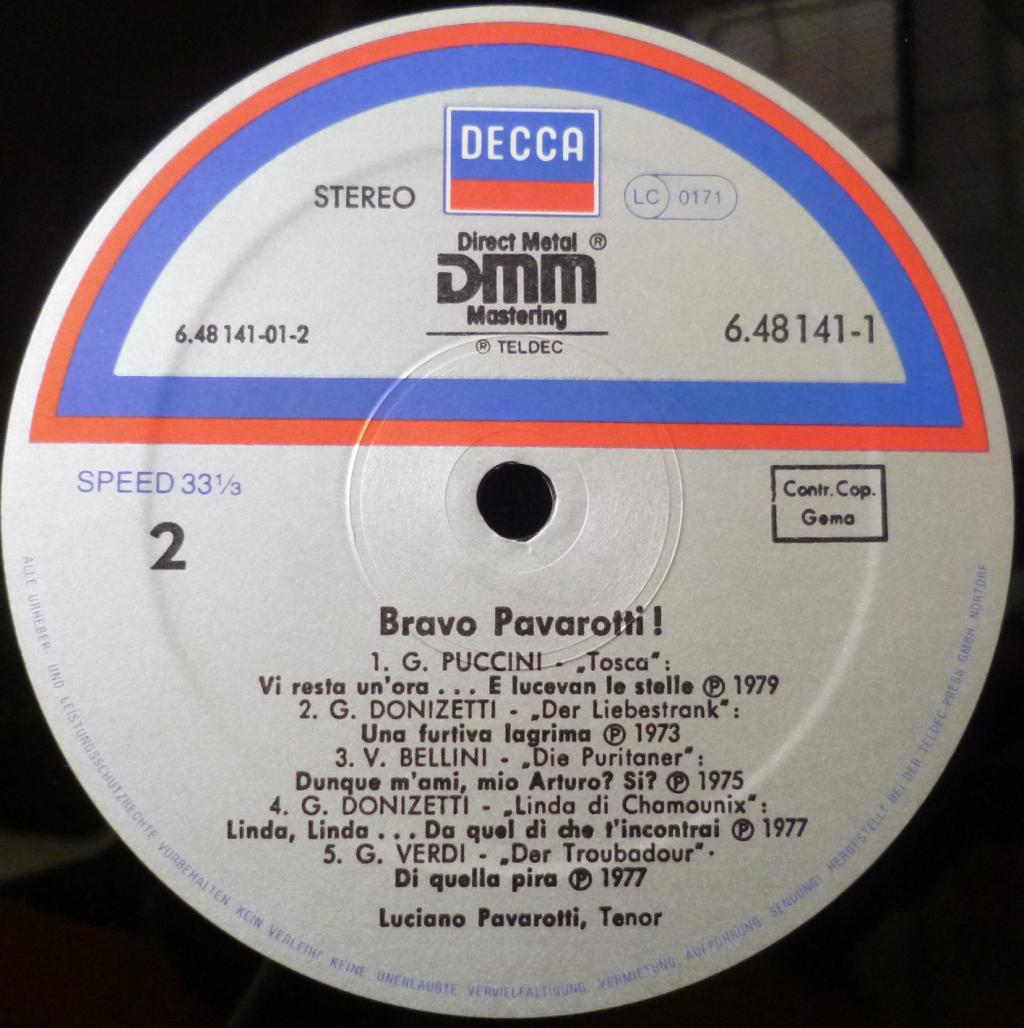 DECCA
STEREO
LC 0171
Direct Metal ®
DMM
Mastering
® TELDEC
6.48141-01-2
6.48141-1
SPEED 33⅓
2
Contr. Cop.
Gema
Bravo Pavarotti!
1. G. PUCCINI - „Tosca":
Vi resta un'ora ... E lucevan le stelle ℗ 1979
2. G. DONIZETTI - „Der Liebestrank":
Una furtiva lagrima ℗ 1973
3. V. BELLINI - „Die Puritaner":
Dunque m'ami, mio Arturo? Si? ℗ 1975
4. G. DONIZETTI - „Linda di Chamounix":
Linda, Linda ... Da quel dì che t'incontrai ℗ 1977
5. G. VERDI - „Der Troubadour"·
Di quella pira ℗ 1977
Luciano Pavarotti, Tenor
ALLE URHEBER- UND LEISTUNGSSCHUTZRECHTE VORBEHALTEN KEIN VERLEIH! KEINE UNERLAUBTE VERVIELFÄLTIGUNG, VERMIETUNG, AUFFÜHRUNG, SENDUNG! HERGESTELLT BEI DER TELDEC-PRESS GMBH. NORTORF